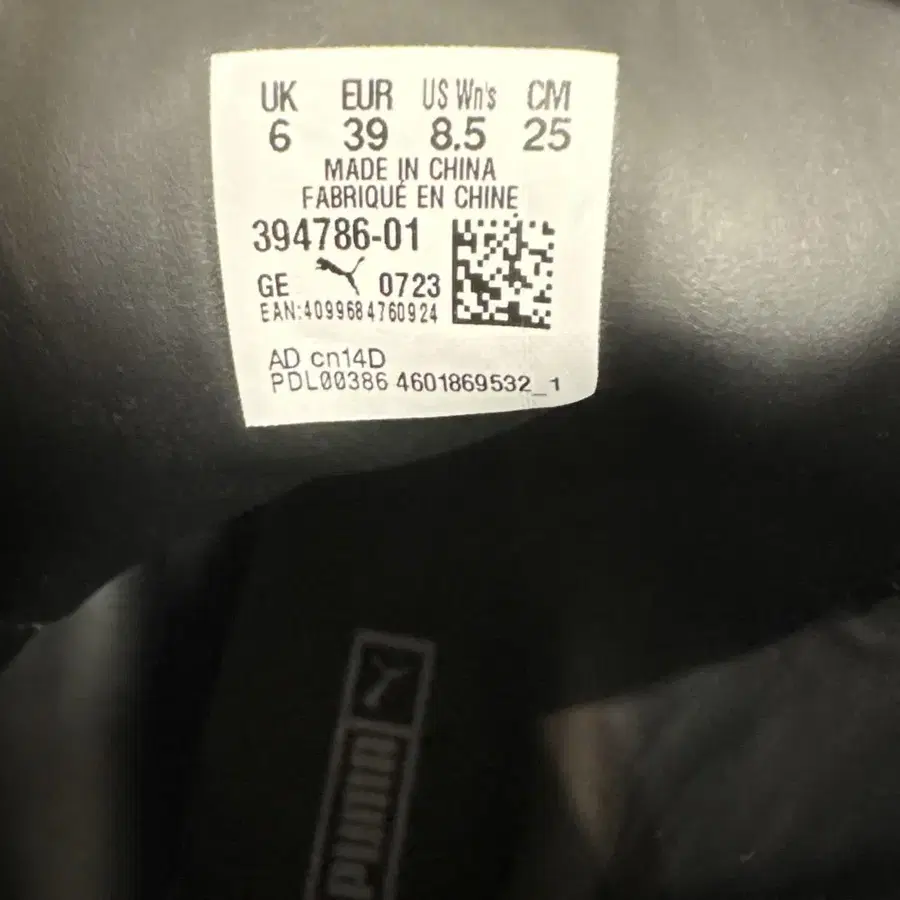 UK EUR US Wn's CM
6 39 8.5 25
MADE IN CHINA
FABRIQUÉ EN CHINE
394786-01
GE 0723
EAN:4099684760924
AD cn14D
PDL00386 4601869532_1
PUMA